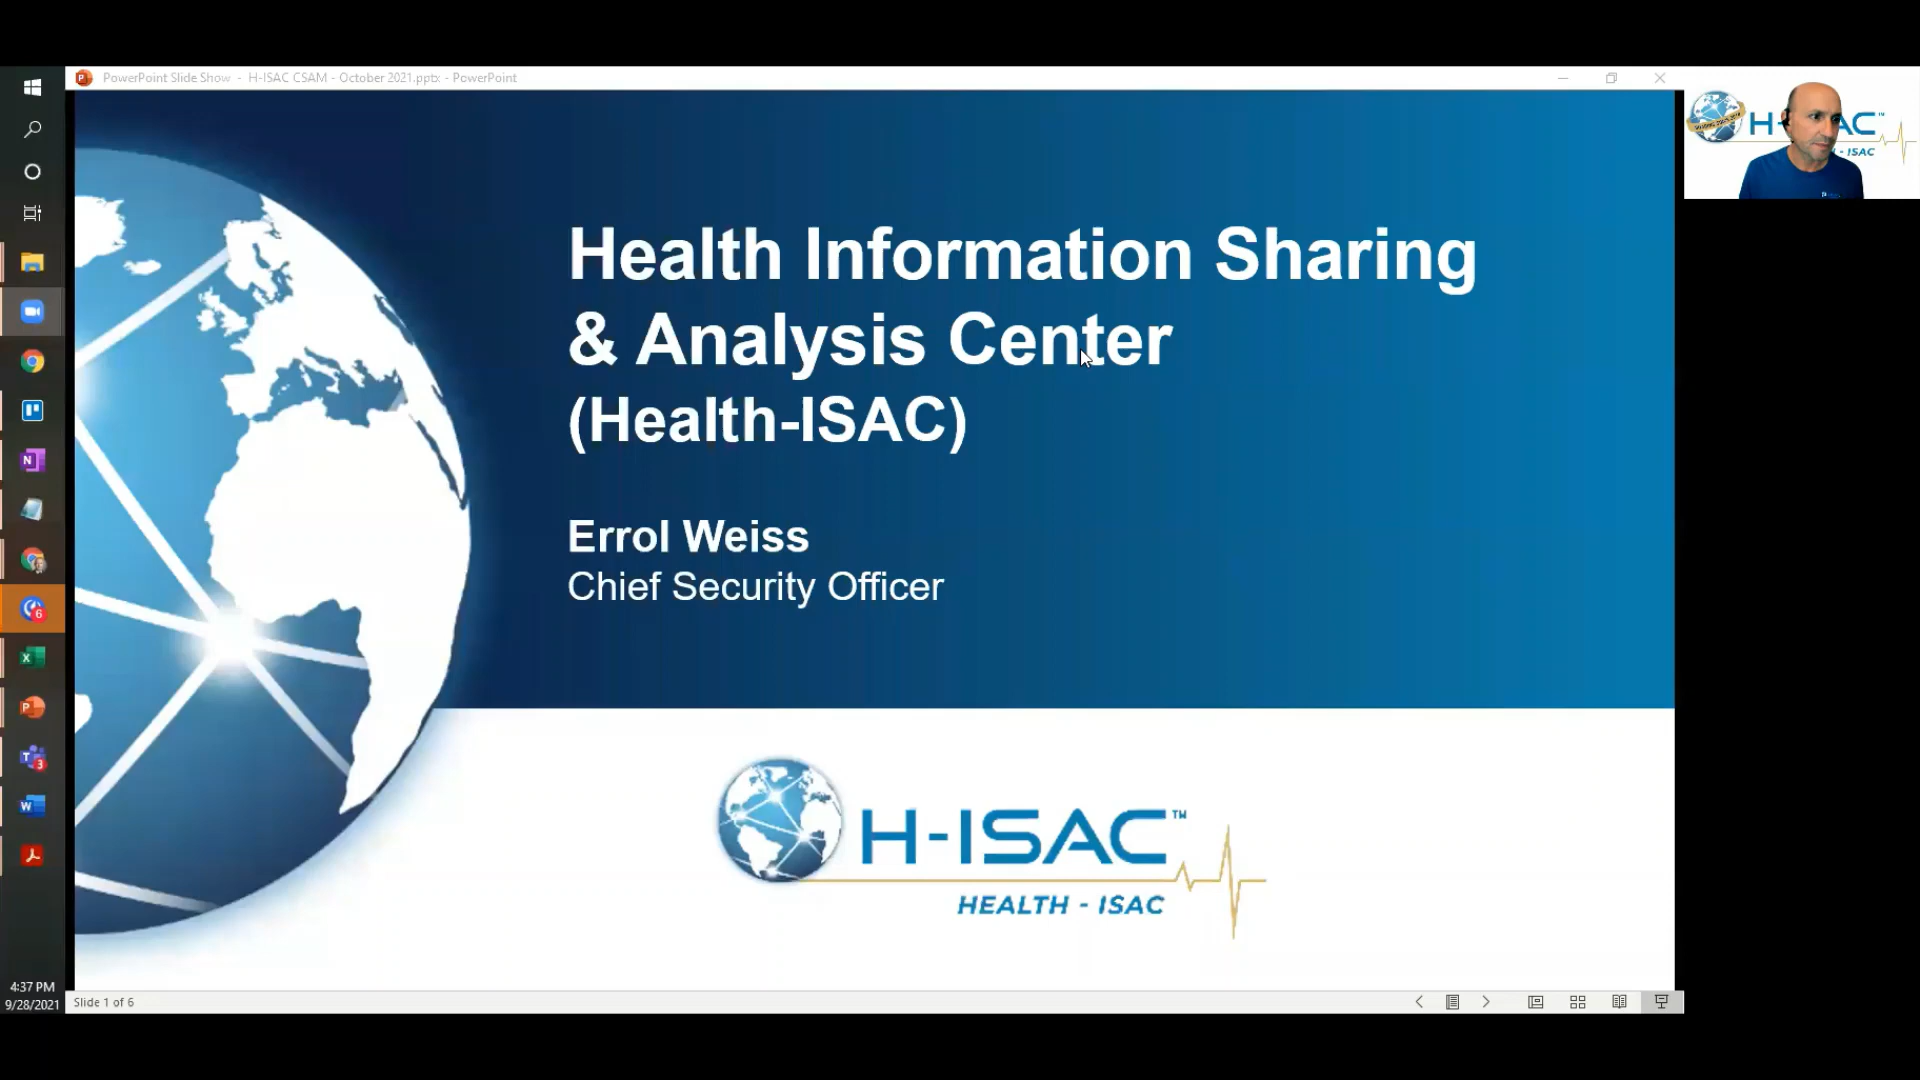 PowerPoint Slide Show - H-ISAC CSAM - October 2021.pptx - PowerPoint
Health Information Sharing
& Analysis Center
(Health-ISAC)
Errol Weiss
Chief Security Officer
H-ISAC™
HEALTH - ISAC
4:37 PM
9/28/2021
Slide 1 of 6